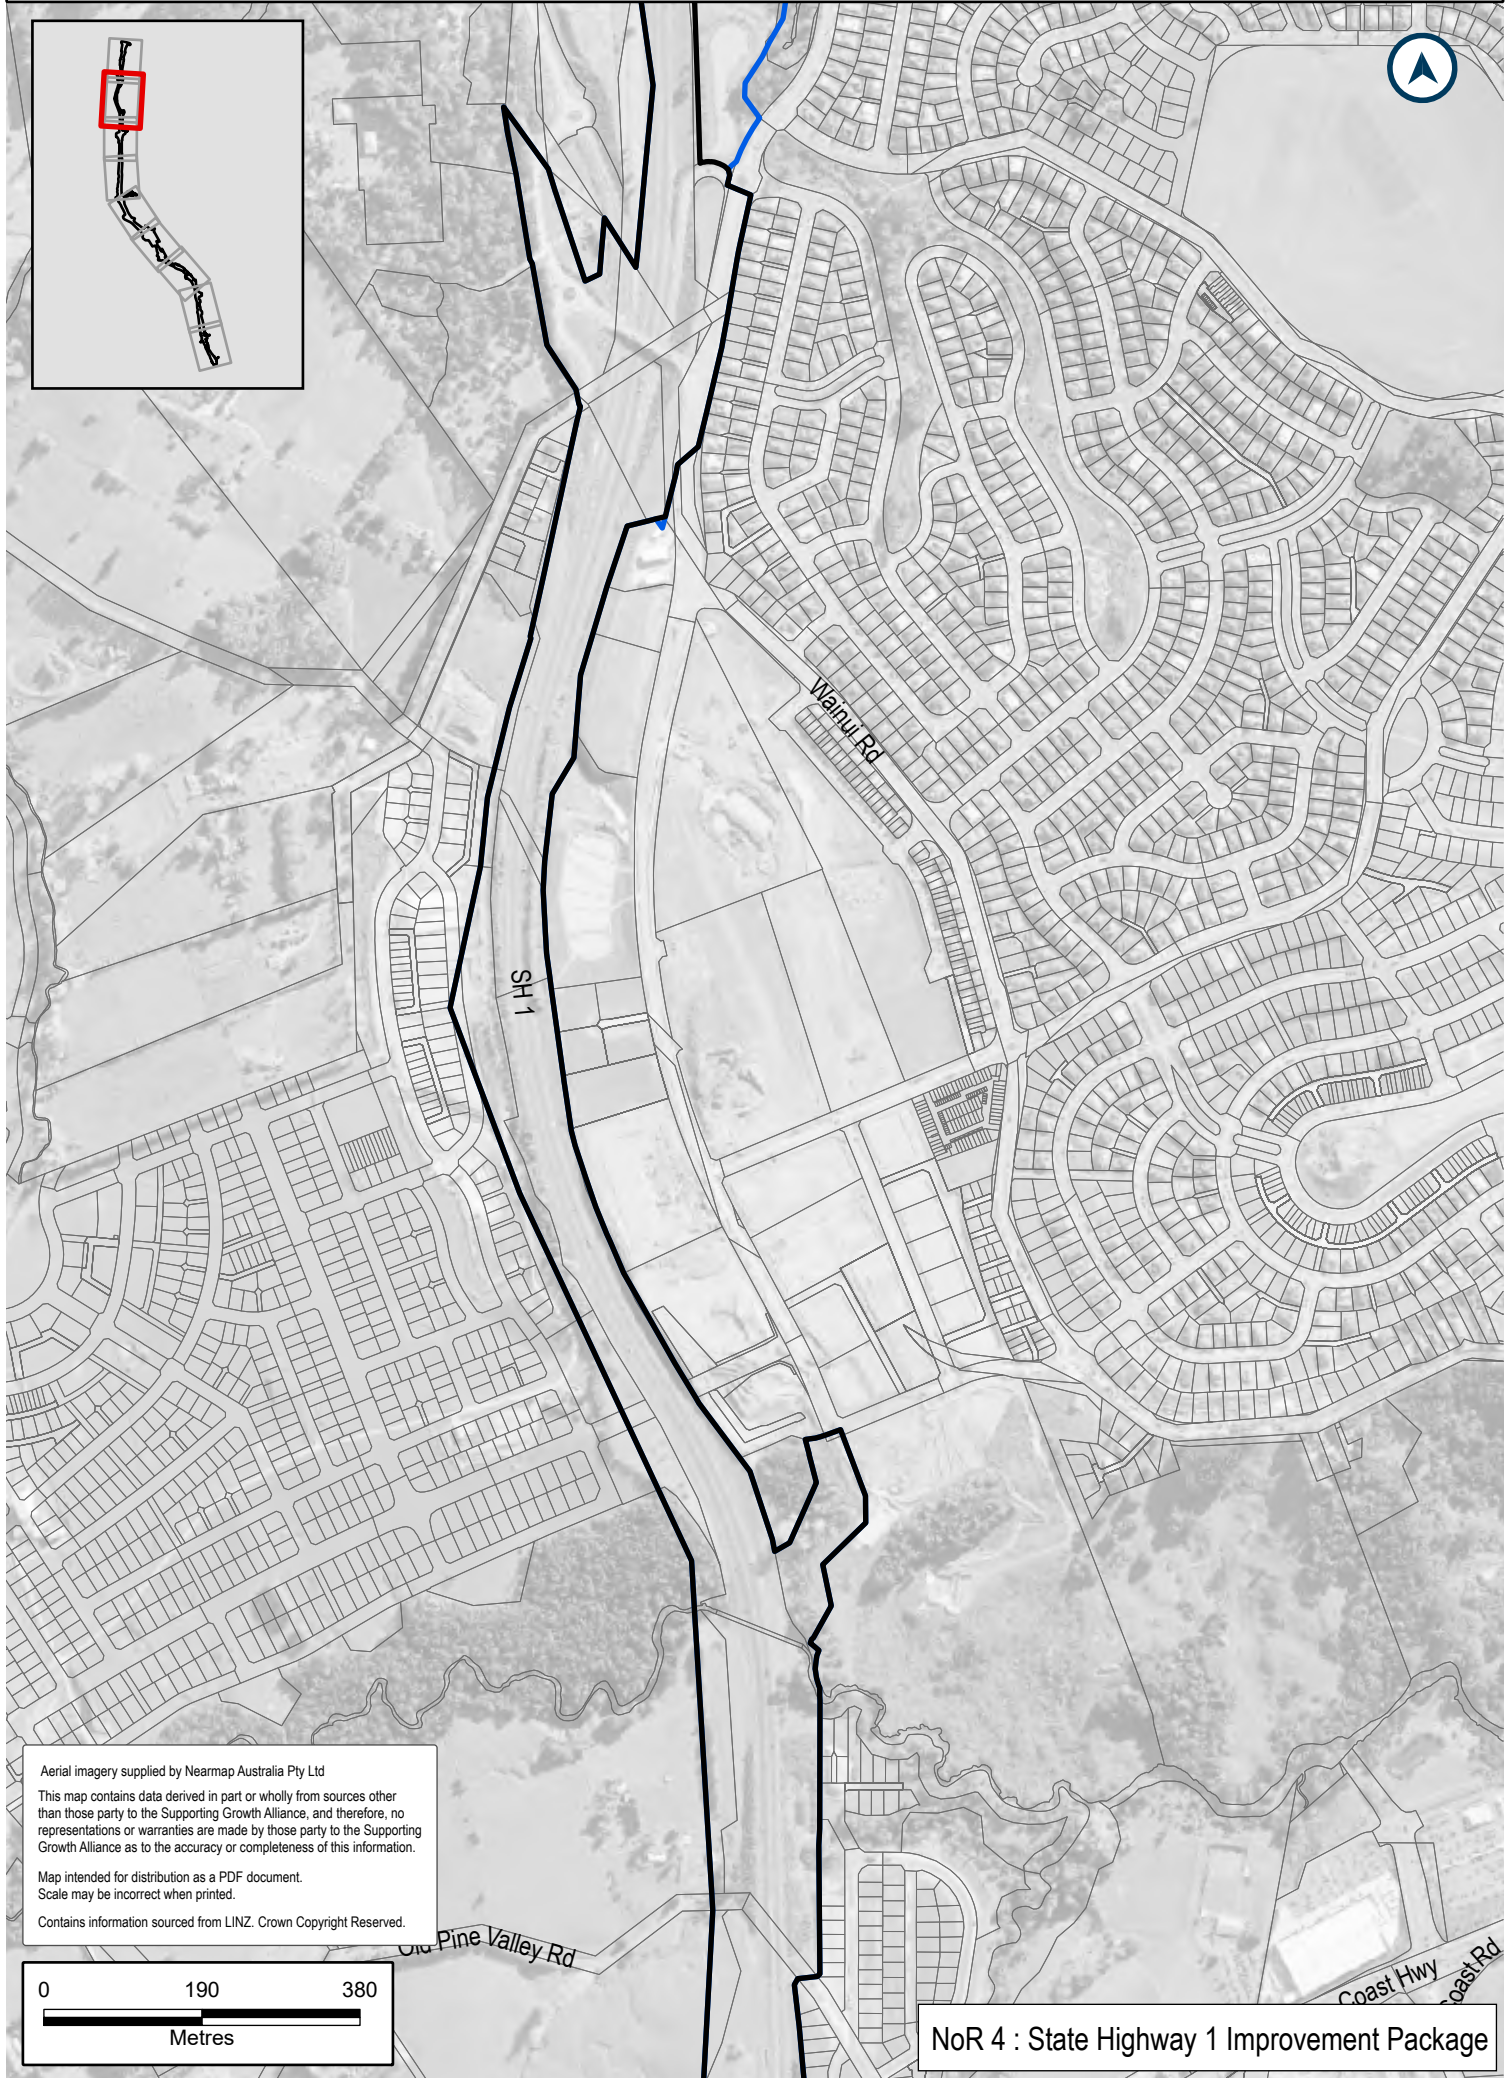 Wainui Rd
SH 1
Aerial imagery supplied by Nearmap Australia Pty Ltd
This map contains data derived in part or wholly from sources other
than those party to the Supporting Growth Alliance, and therefore, no
representations or warranties are made by those party to the Supporting
Growth Alliance as to the accuracy or completeness of this information.
Map intended for distribution as a PDF document.
Scale may be incorrect when printed.
Contains information sourced from LINZ. Crown Copyright Reserved.
Old Pine Valley Rd
0 190 380
Metres
Coast Hwy
Coast Rd
NoR 4 : State Highway 1 Improvement Package